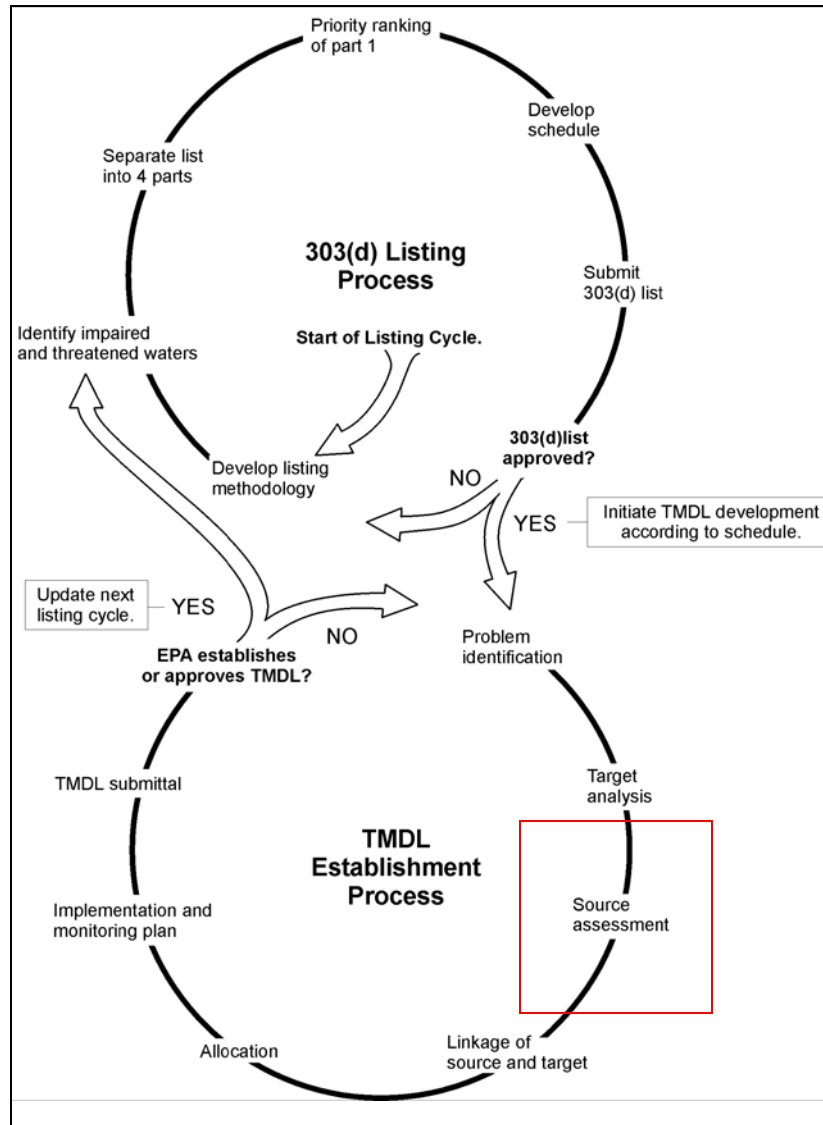 Priority ranking
of part 1
Develop
schedule
Separate list
into 4 parts
303(d) Listing
Process
Submit
303(d) list
Identify impaired
and threatened waters
Start of Listing Cycle.
303(d)list
approved?
Develop listing
methodology
NO
YES
Initiate TMDL development
according to schedule.
Update next
listing cycle.
YES
NO
EPA establishes
or approves TMDL?
Problem
identification
TMDL submittal
Target
analysis
TMDL
Establishment
Process
Implementation and
monitoring plan
Source
assessment
Allocation
Linkage of
source and target